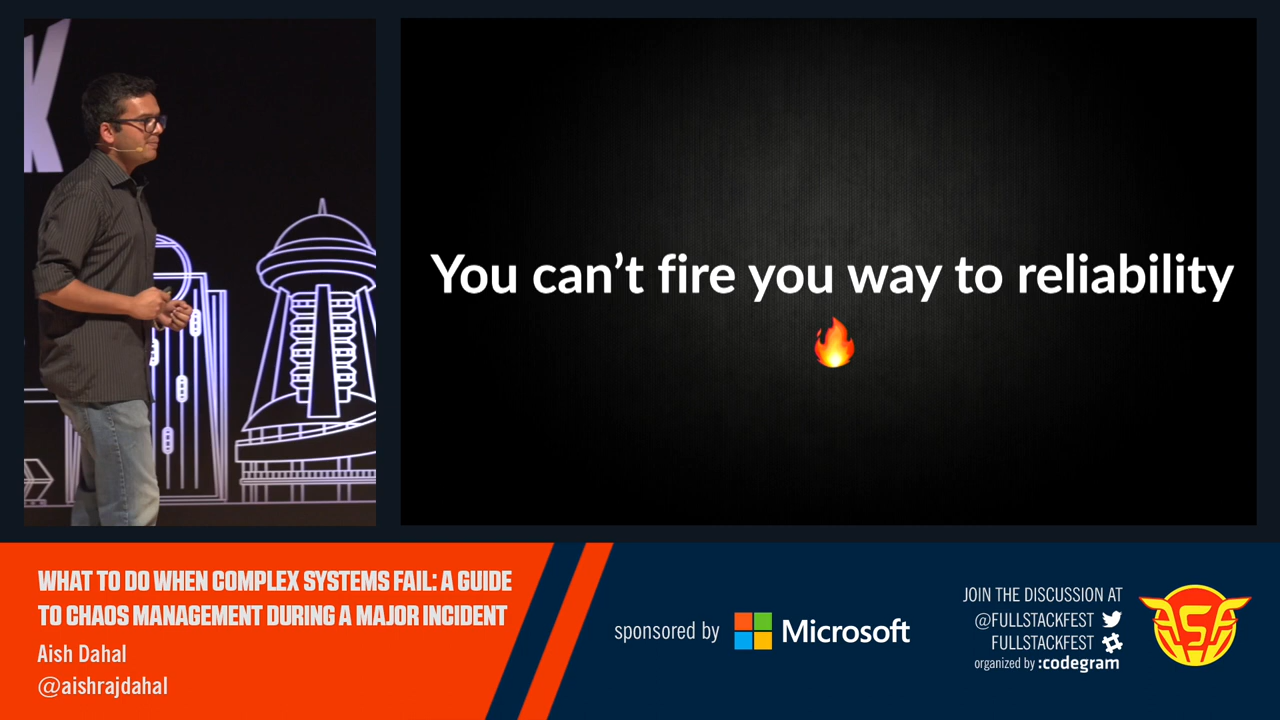 K
You can’t fire you way to reliability
WHAT TO DO WHEN COMPLEX SYSTEMS FAIL: A GUIDE
TO CHAOS MANAGEMENT DURING A MAJOR INCIDENT
Aish Dahal
@aishrajdahal
sponsored by Microsoft
JOIN THE DISCUSSION AT
@FULLSTACKFEST
FULLSTACKFEST
organized by :codegram
FSF